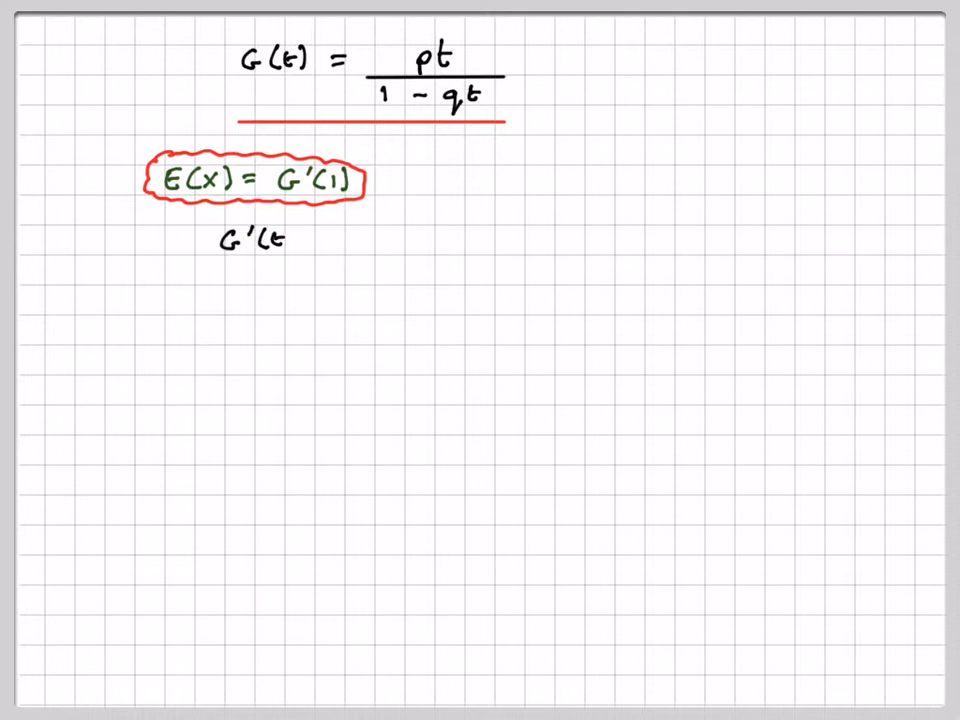 G(t) = pt / 1 - qt
E(X) = G'(1)
G'(t